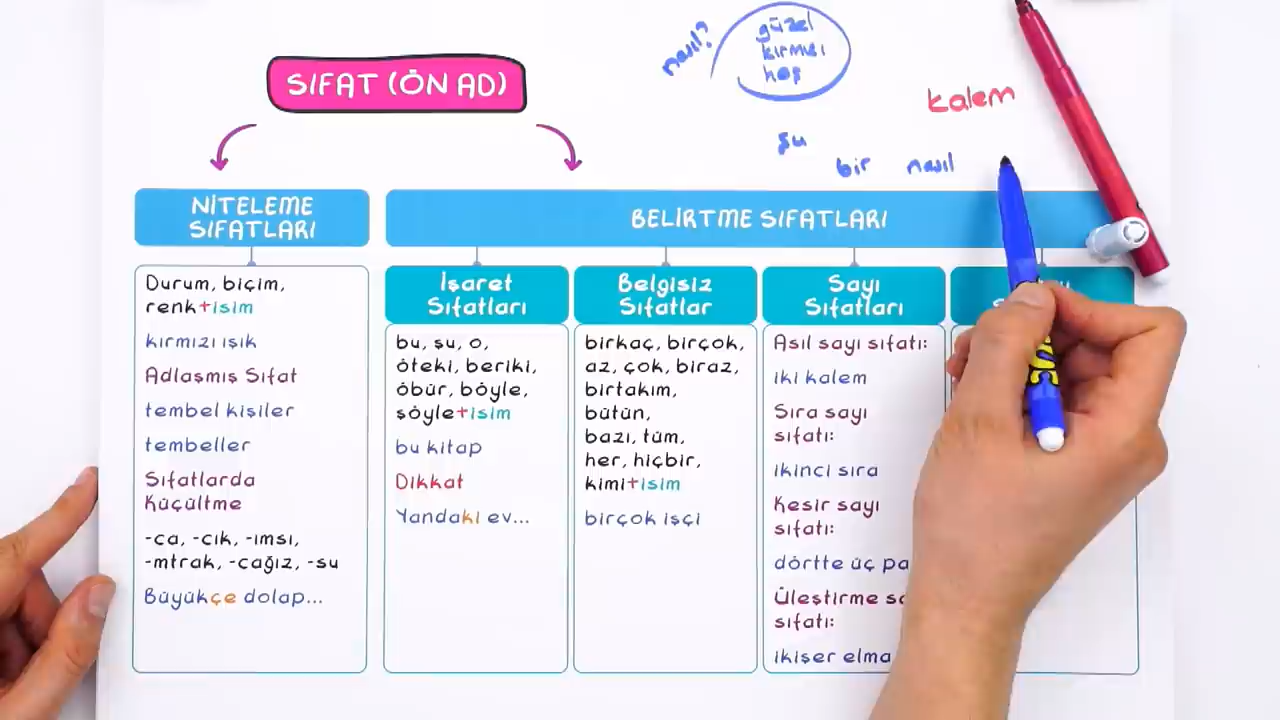 nasıl?
güzel
kırmızı
hoş
SIFAT (ÖN AD)
kalem
şu
bir nasıl
NİTELEME
SIFATLARI
BELİRTME SIFATLARI
Durum, biçim,
renk+isim
kırmızı ışık
Adlaşmış Sıfat
tembel kişiler
tembeller
Sıfatlarda
küçültme
-ca, -cık, -ımsı,
-mtrak, -cağız, -su
Büyükçe dolap...
İşaret
Sıfatları
bu, şu, o,
öteki, beriki,
öbür, böyle,
şöyle+isim
bu kitap
Dikkat
Yandaki ev...
Belgisiz
Sıfatlar
birkaç, birçok,
az, çok, biraz,
birtakım,
bütün,
bazı, tüm,
her, hiçbir,
kimi+isim
birçok işçi
Sayı
Sıfatları
Asıl sayı sıfatı:
iki kalem
Sıra sayı
sıfatı:
ikinci sıra
Kesir sayı
sıfatı:
dörtte üç pa
Üleştirme
sıfatı:
ikişer elma